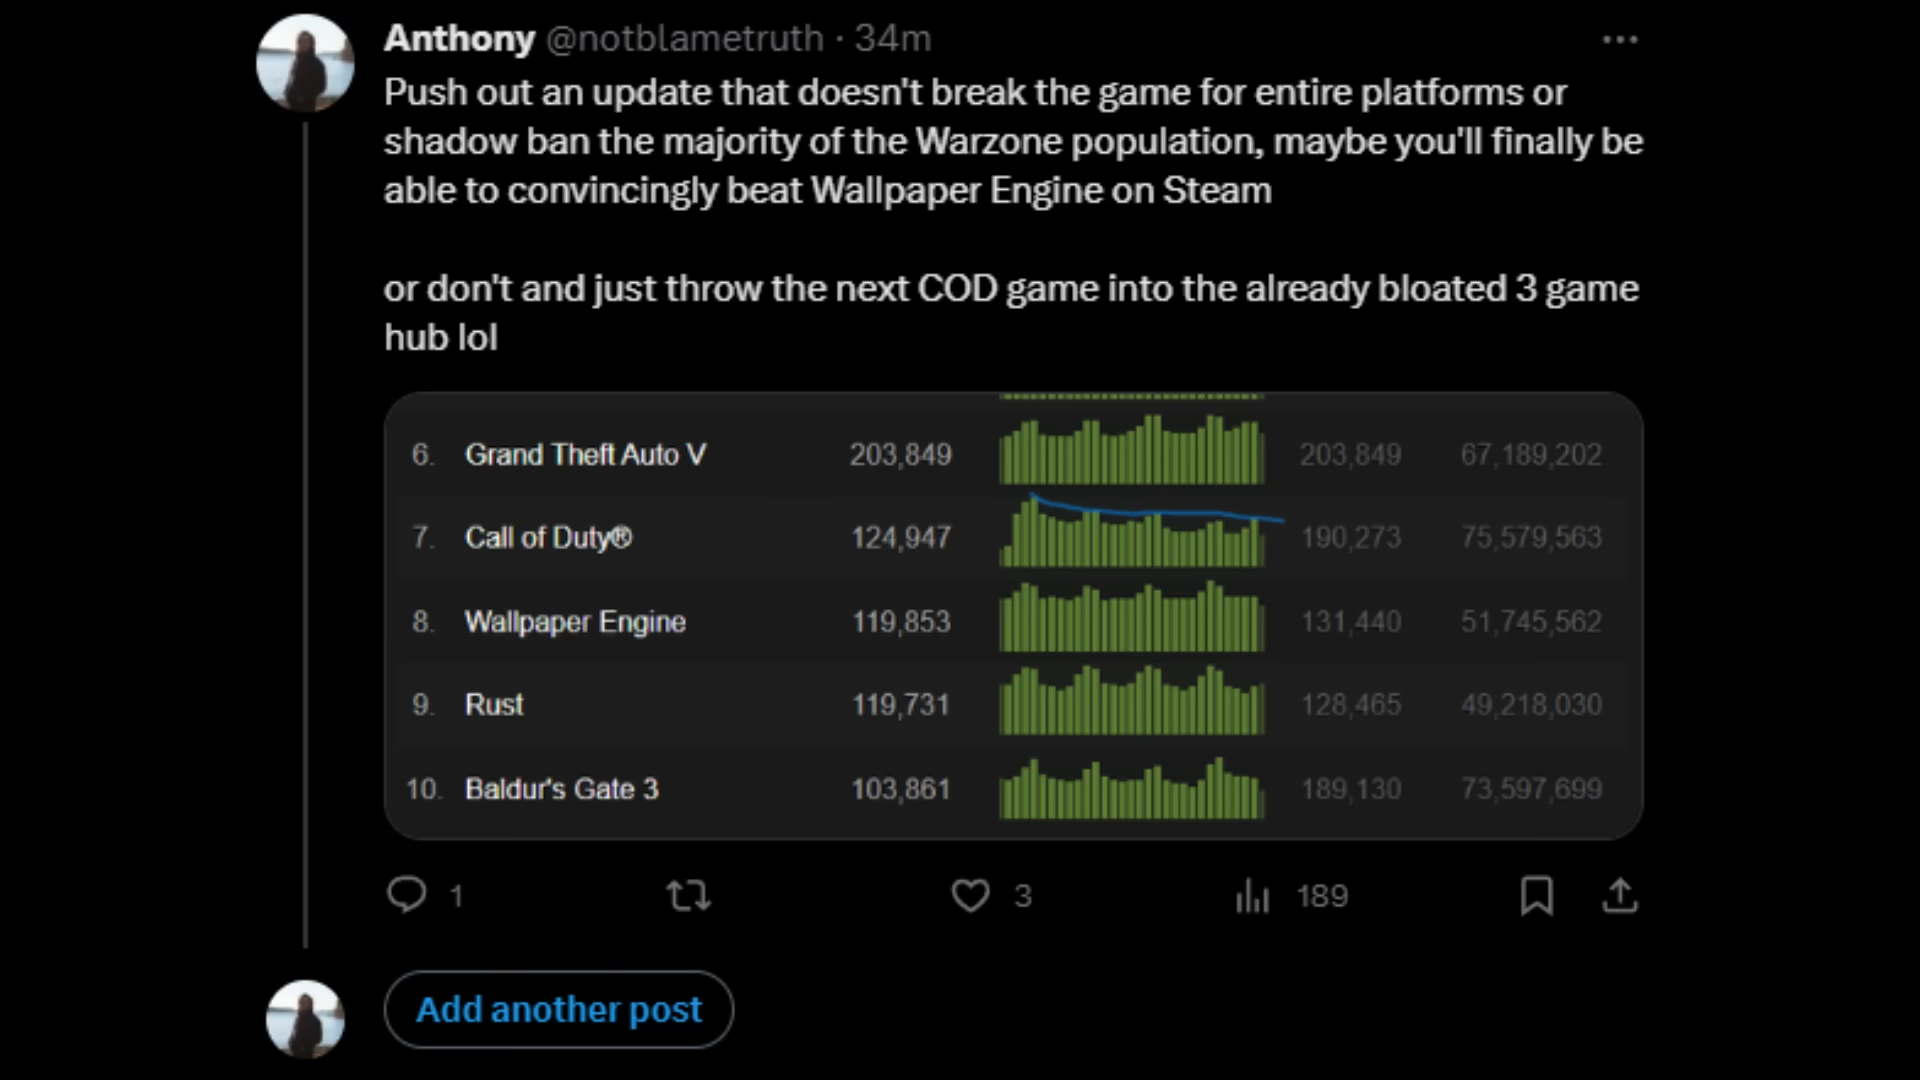 Anthony @notblametruth · 34m
Push out an update that doesn't break the game for entire platforms or
shadow ban the majority of the Warzone population, maybe you'll finally be
able to convincingly beat Wallpaper Engine on Steam
or don't and just throw the next COD game into the already bloated 3 game
hub lol
6. Grand Theft Auto V 203,849 203,849 67,189,202
7. Call of Duty® 124,947 190,273 75,579,563
8. Wallpaper Engine 119,853 131,440 51,745,562
9. Rust 119,731 128,465 49,218,030
10. Baldur's Gate 3 103,861 189,130 73,597,699
1 3 189
Add another post